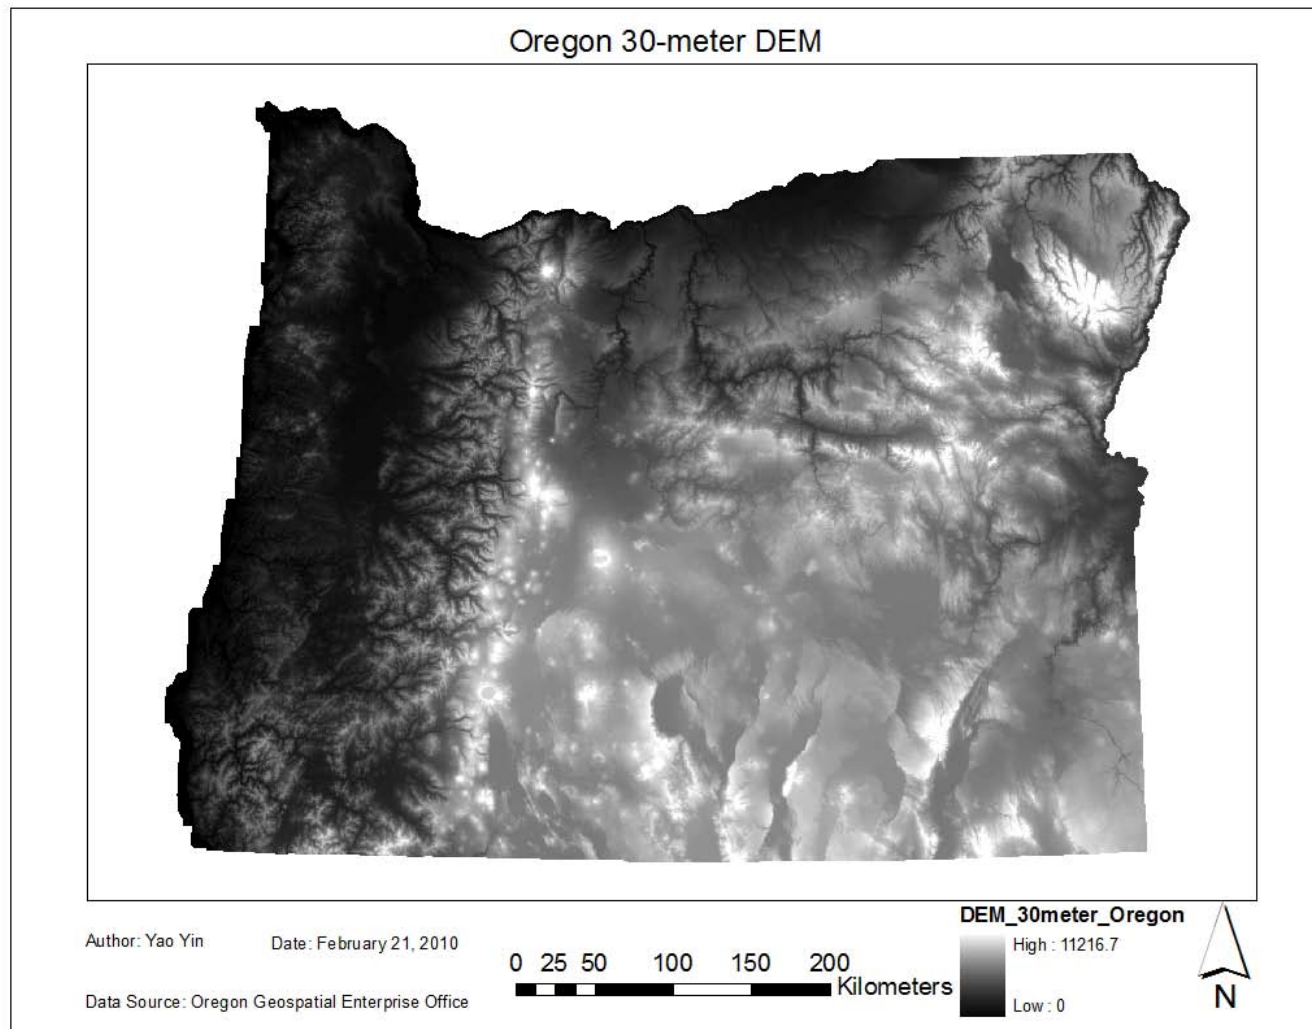 Oregon 30-meter DEM
Author: Yao Yin
Date: February 21, 2010
Data Source: Oregon Geospatial Enterprise Office
0 25 50 100 150 200
Kilometers
DEM_30meter_Oregon
High : 11216.7
Low : 0
N